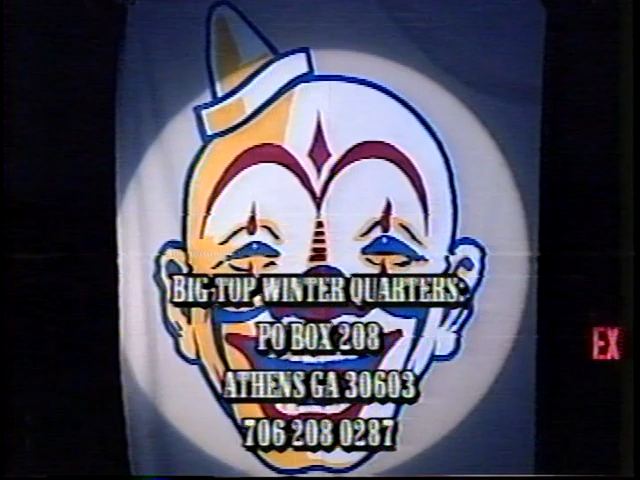 BIG TOP WINTER QUARTERS:
PO BOX 208
ATHENS GA 30603
706 208 0287
EX